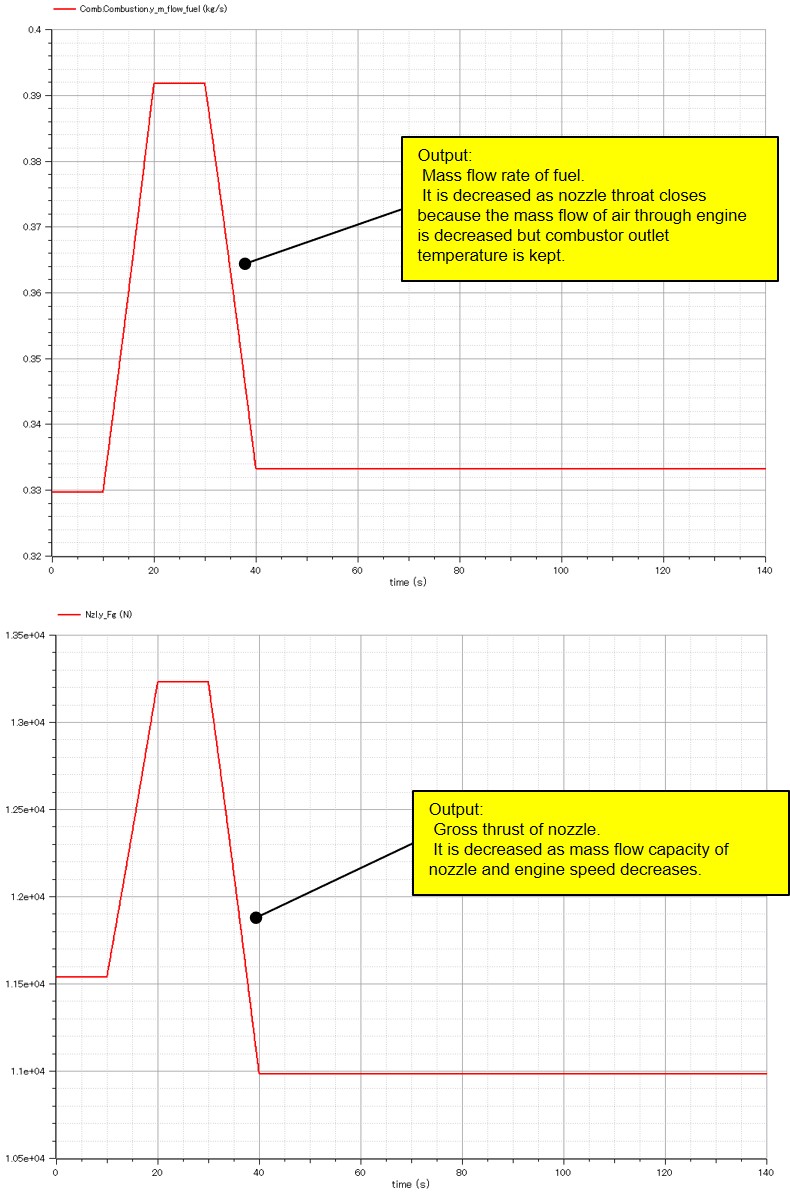 Comb.Combustion.y_m_flow_fuel (kg/s)
0.4
0.39
0.38
0.37
0.36
0.35
0.34
0.33
0.32
Output:
Mass flow rate of fuel.
It is decreased as nozzle throat closes
because the mass flow of air through engine
is decreased but combustor outlet
temperature is kept.
0 20 40 60 80 100 120 140
time (s)
Nzl.y_Fg (N)
1.35e+04
1.3e+04
1.25e+04
1.2e+04
1.15e+04
1.1e+04
1.05e+04
Output:
Gross thrust of nozzle.
It is decreased as mass flow capacity of
nozzle and engine speed decreases.
0 20 40 60 80 100 120 140
time (s)